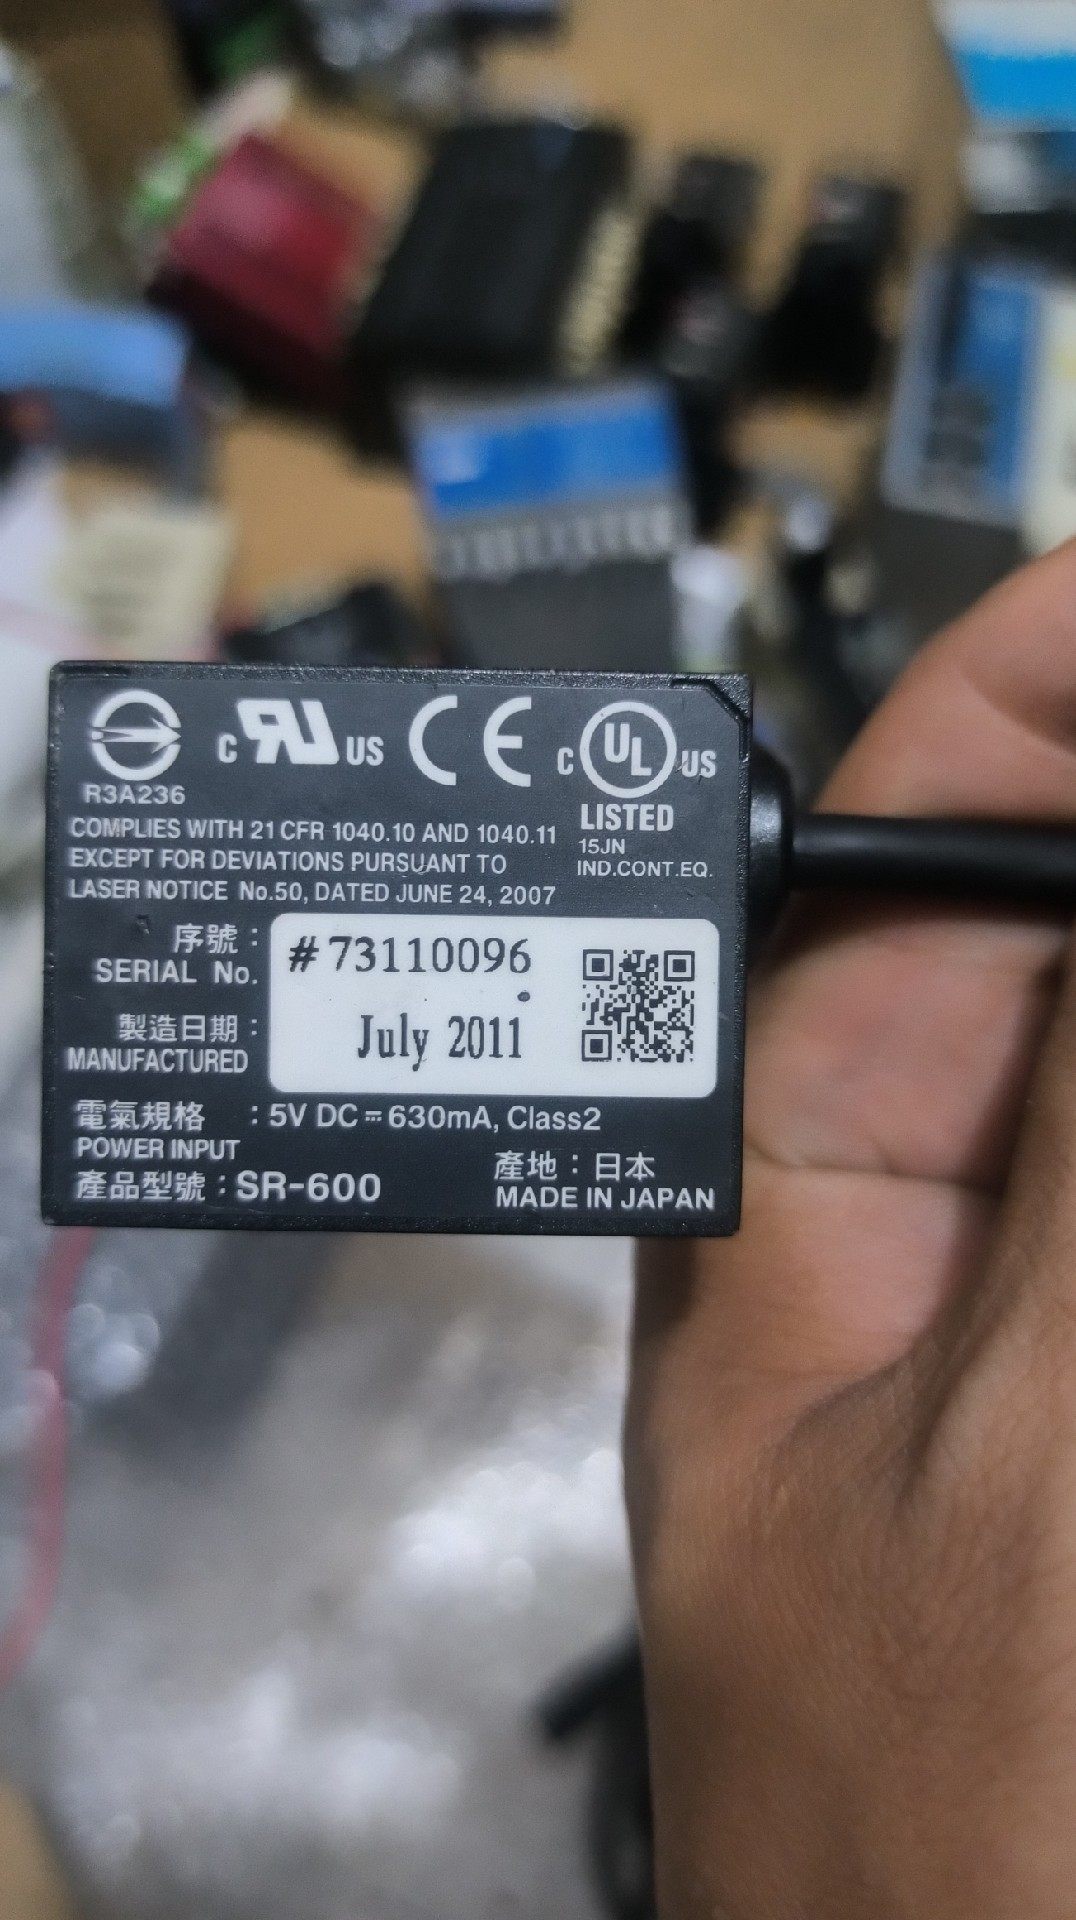 R3A236
c RU US CE c UL US
LISTED
15JN
IND.CONT.EQ.
COMPLIES WITH 21 CFR 1040.10 AND 1040.11
EXCEPT FOR DEVIATIONS PURSUANT TO
LASER NOTICE No.50, DATED JUNE 24, 2007
序號:
SERIAL No.
#73110096
製造日期:
MANUFACTURED
July 2011
電氣規格 : 5V DC = 630mA, Class2
POWER INPUT
產品型號 : SR-600
產地 : 日本
MADE IN JAPAN